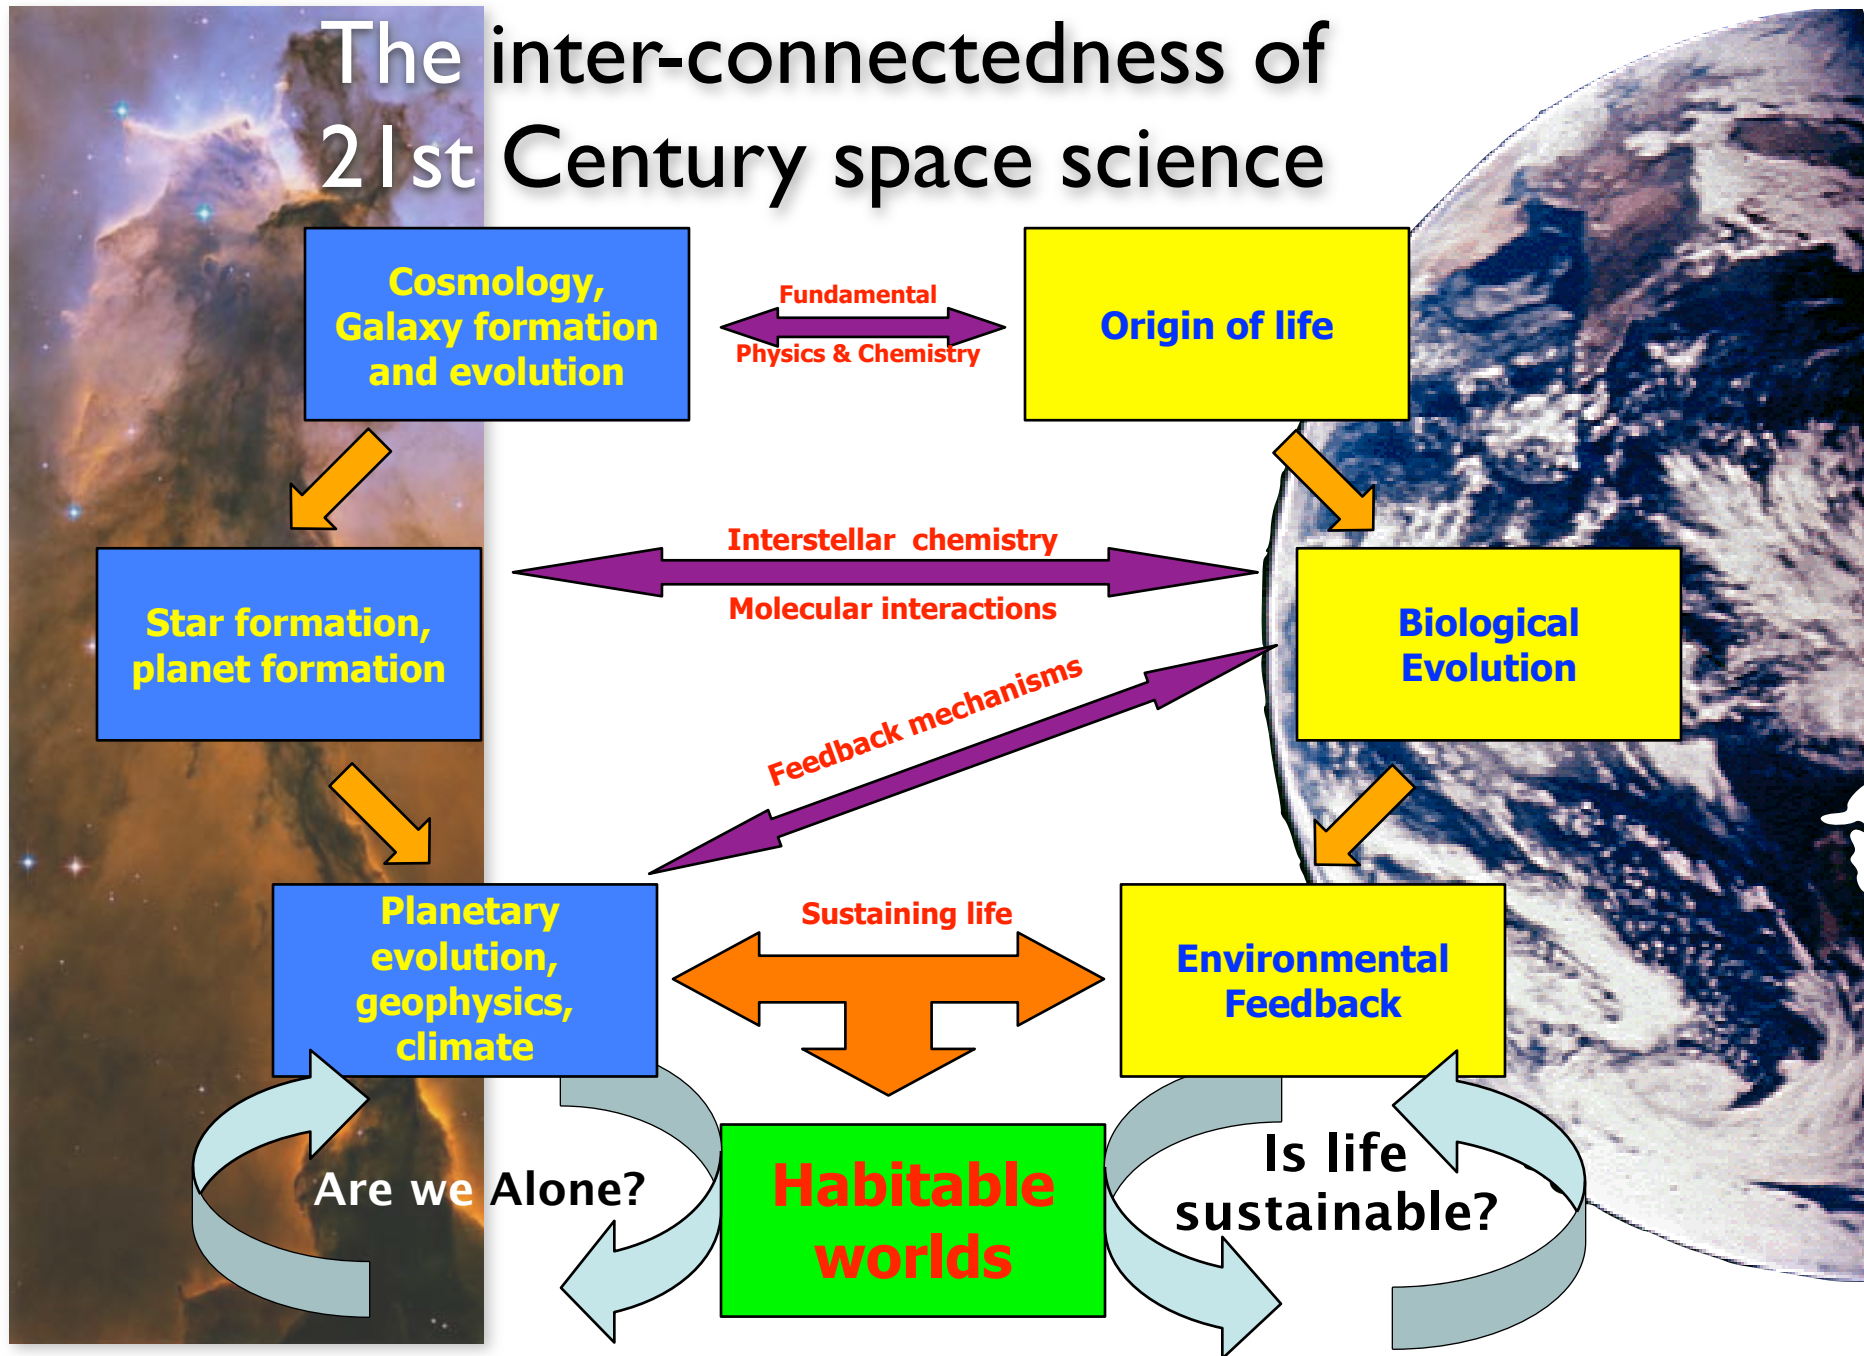 The inter-connectedness of
21st Century space science
Cosmology,
Galaxy formation
and evolution
Fundamental
Physics & Chemistry
Origin of life
Interstellar chemistry
Molecular interactions
Star formation,
planet formation
Biological
Evolution
Feedback mechanisms
Planetary
evolution,
geophysics,
climate
Sustaining life
Environmental
Feedback
Are we Alone?
Habitable
worlds
Is life
sustainable?